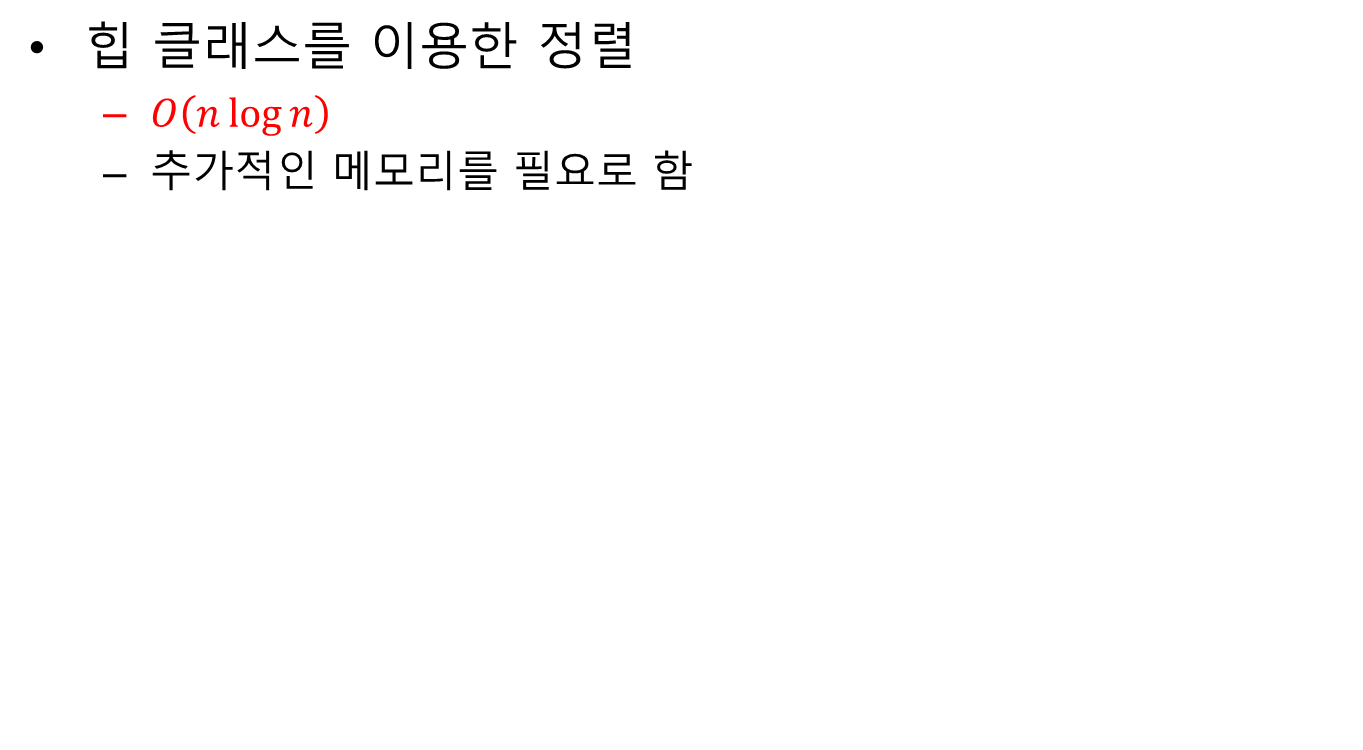 • 힙 클래스를 이용한 정렬
– O(n log n)
– 추가적인 메모리를 필요로 함